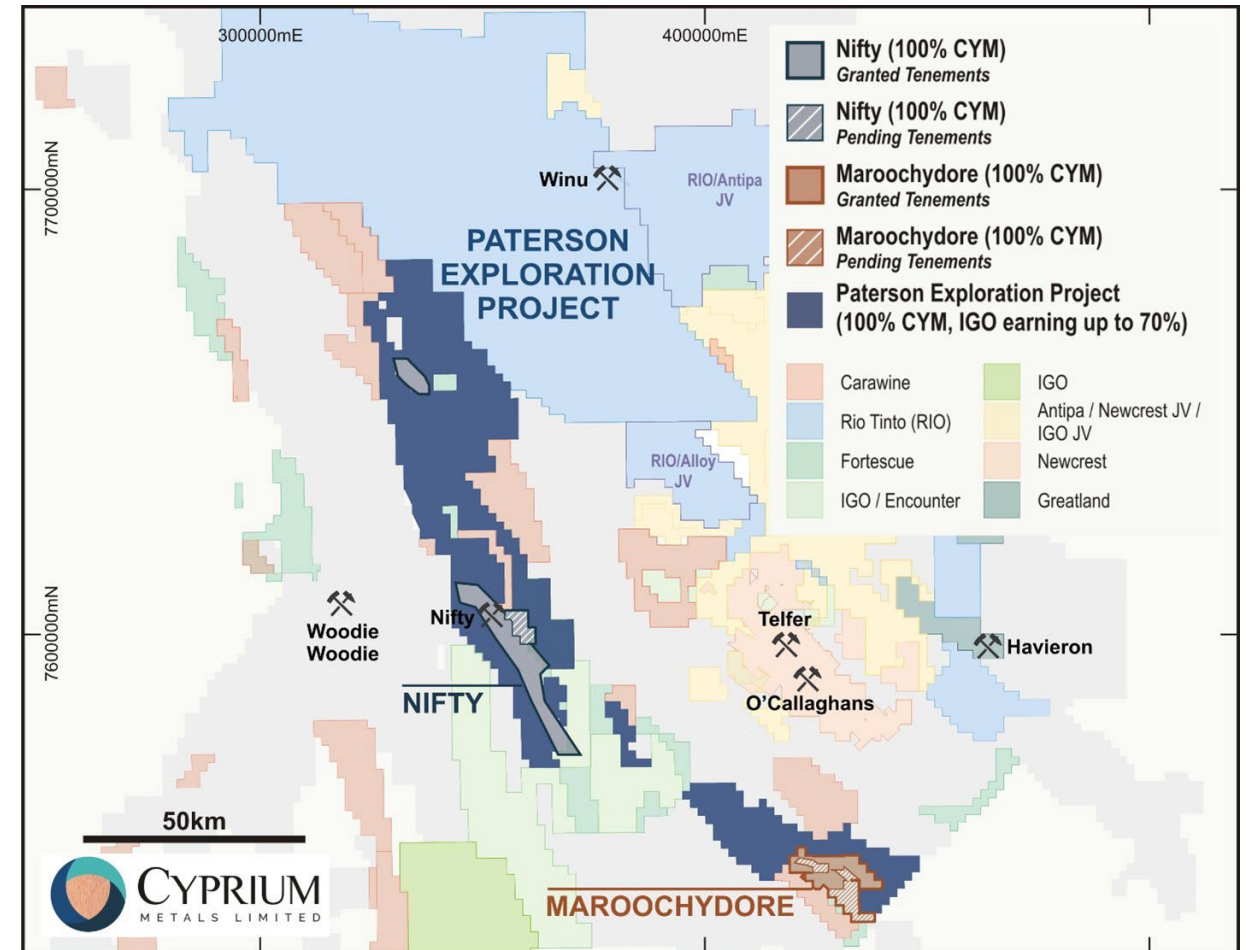 300000mE
400000mE
7700000mN
7600000mN
Nifty (100% CYM)
Granted Tenements
Nifty (100% CYM)
Pending Tenements
Maroochydore (100% CYM)
Granted Tenements
Maroochydore (100% CYM)
Pending Tenements
Paterson Exploration Project
(100% CYM, IGO earning up to 70%)
Carawine
Rio Tinto (RIO)
Fortescue
IGO / Encounter
IGO
Antipa / Newcrest JV /
IGO JV
Newcrest
Greatland
Winu
RIO/Antipa
JV
PATERSON
EXPLORATION
PROJECT
RIO/Alloy
JV
Woodie
Woodie
Nifty
NIFTY
Telfer
O'Callaghans
Havieron
MAROOCHYDORE
50km
CYPRIUM
METALS LIMITED